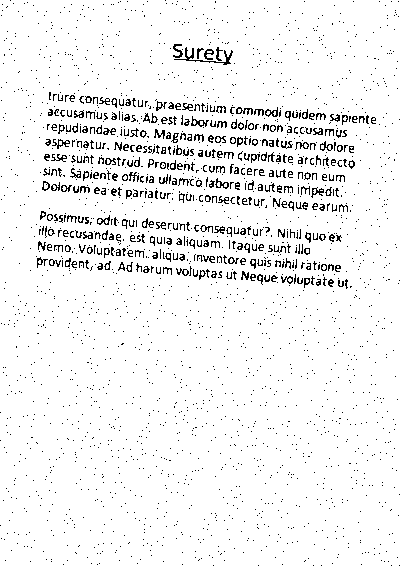 Surety
Irure consequatur, praesentium commodi quidem sapiente
accusamus alias. Ab est laborum dolor non accusamus
repudiandae iusto. Magnam eos optio natus non dolore
aspernatur. Necessitatibus autem cupiditate architecto
esse sunt nostrud. Proident, cum facere aute non eum
sint. Sapiente officia ullamco labore id autem impedit.
Dolorum ea et pariatur; qui consectetur, Neque earum.
Possimus; odit qui deserunt consequatur?. Nihil quo ex
illo recusandae, est quia aliquam. Itaque sunt illo
Nemo. Voluptatem. aliqua. inventore quis nihil ratione
provident, ad. Ad harum voluptas ut Neque voluptate ut.